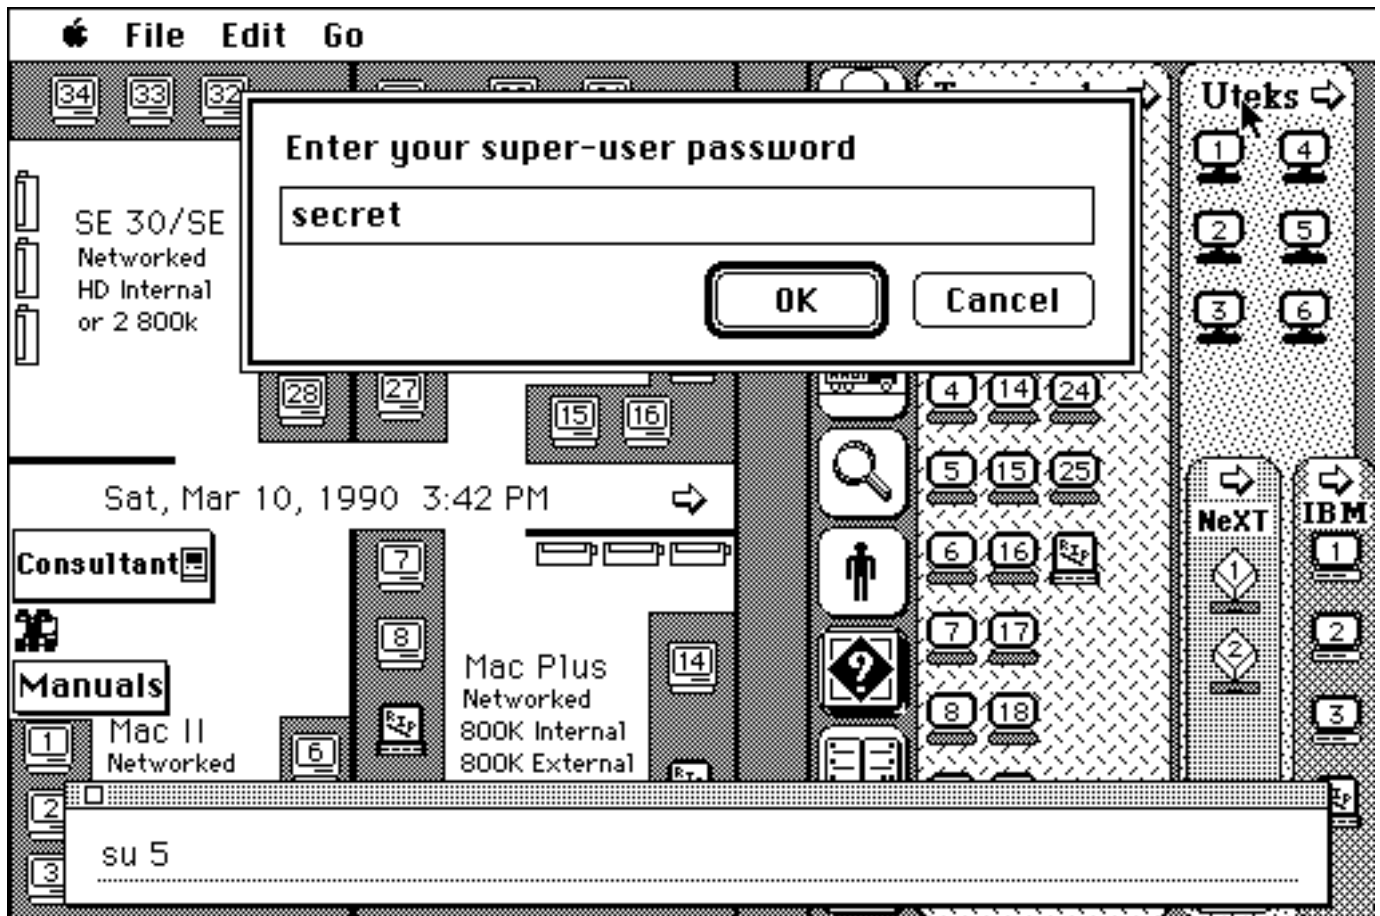 File Edit Go
34 33 32
Uteks
1 4
Enter your super-user password
secret
OK Cancel
2 5
3 6
SE 30/SE
Networked
HD Internal
or 2 800k
28 27
15 16
4 14 24
5 15 25
6 16 RIP
7 17
8 18
Sat, Mar 10, 1990 3:42 PM
NeXT
1
2
IBM
1
2
3
Consultant
Manuals
7
8
RIP
14
?
Mac Plus
Networked
800K Internal
800K External
Mac II
Networked
1
6
2
3
su 5